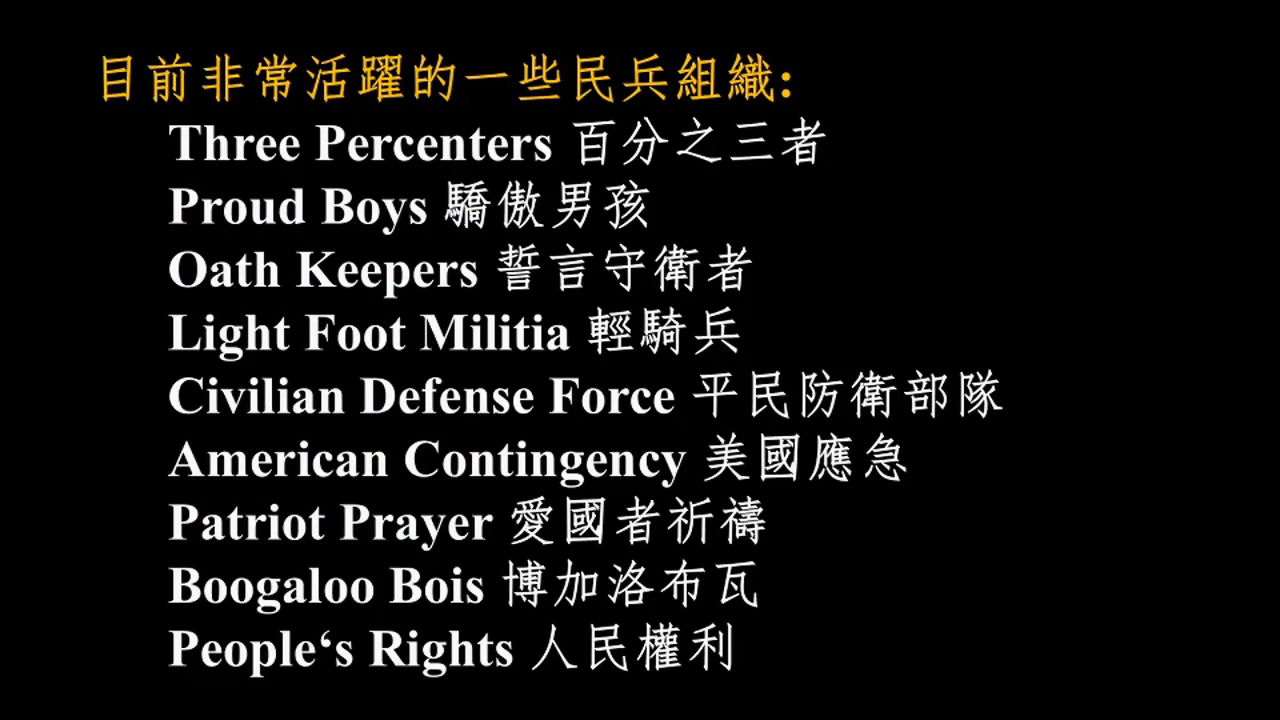 目前非常活躍的一些民兵組織:
Three Percenters 百分之三者
Proud Boys 驕傲男孩
Oath Keepers 誓言守衛者
Light Foot Militia 輕騎兵
Civilian Defense Force 平民防衛部隊
American Contingency 美國應急
Patriot Prayer 愛國者祈禱
Boogaloo Bois 博加洛布瓦
People‘s Rights 人民權利